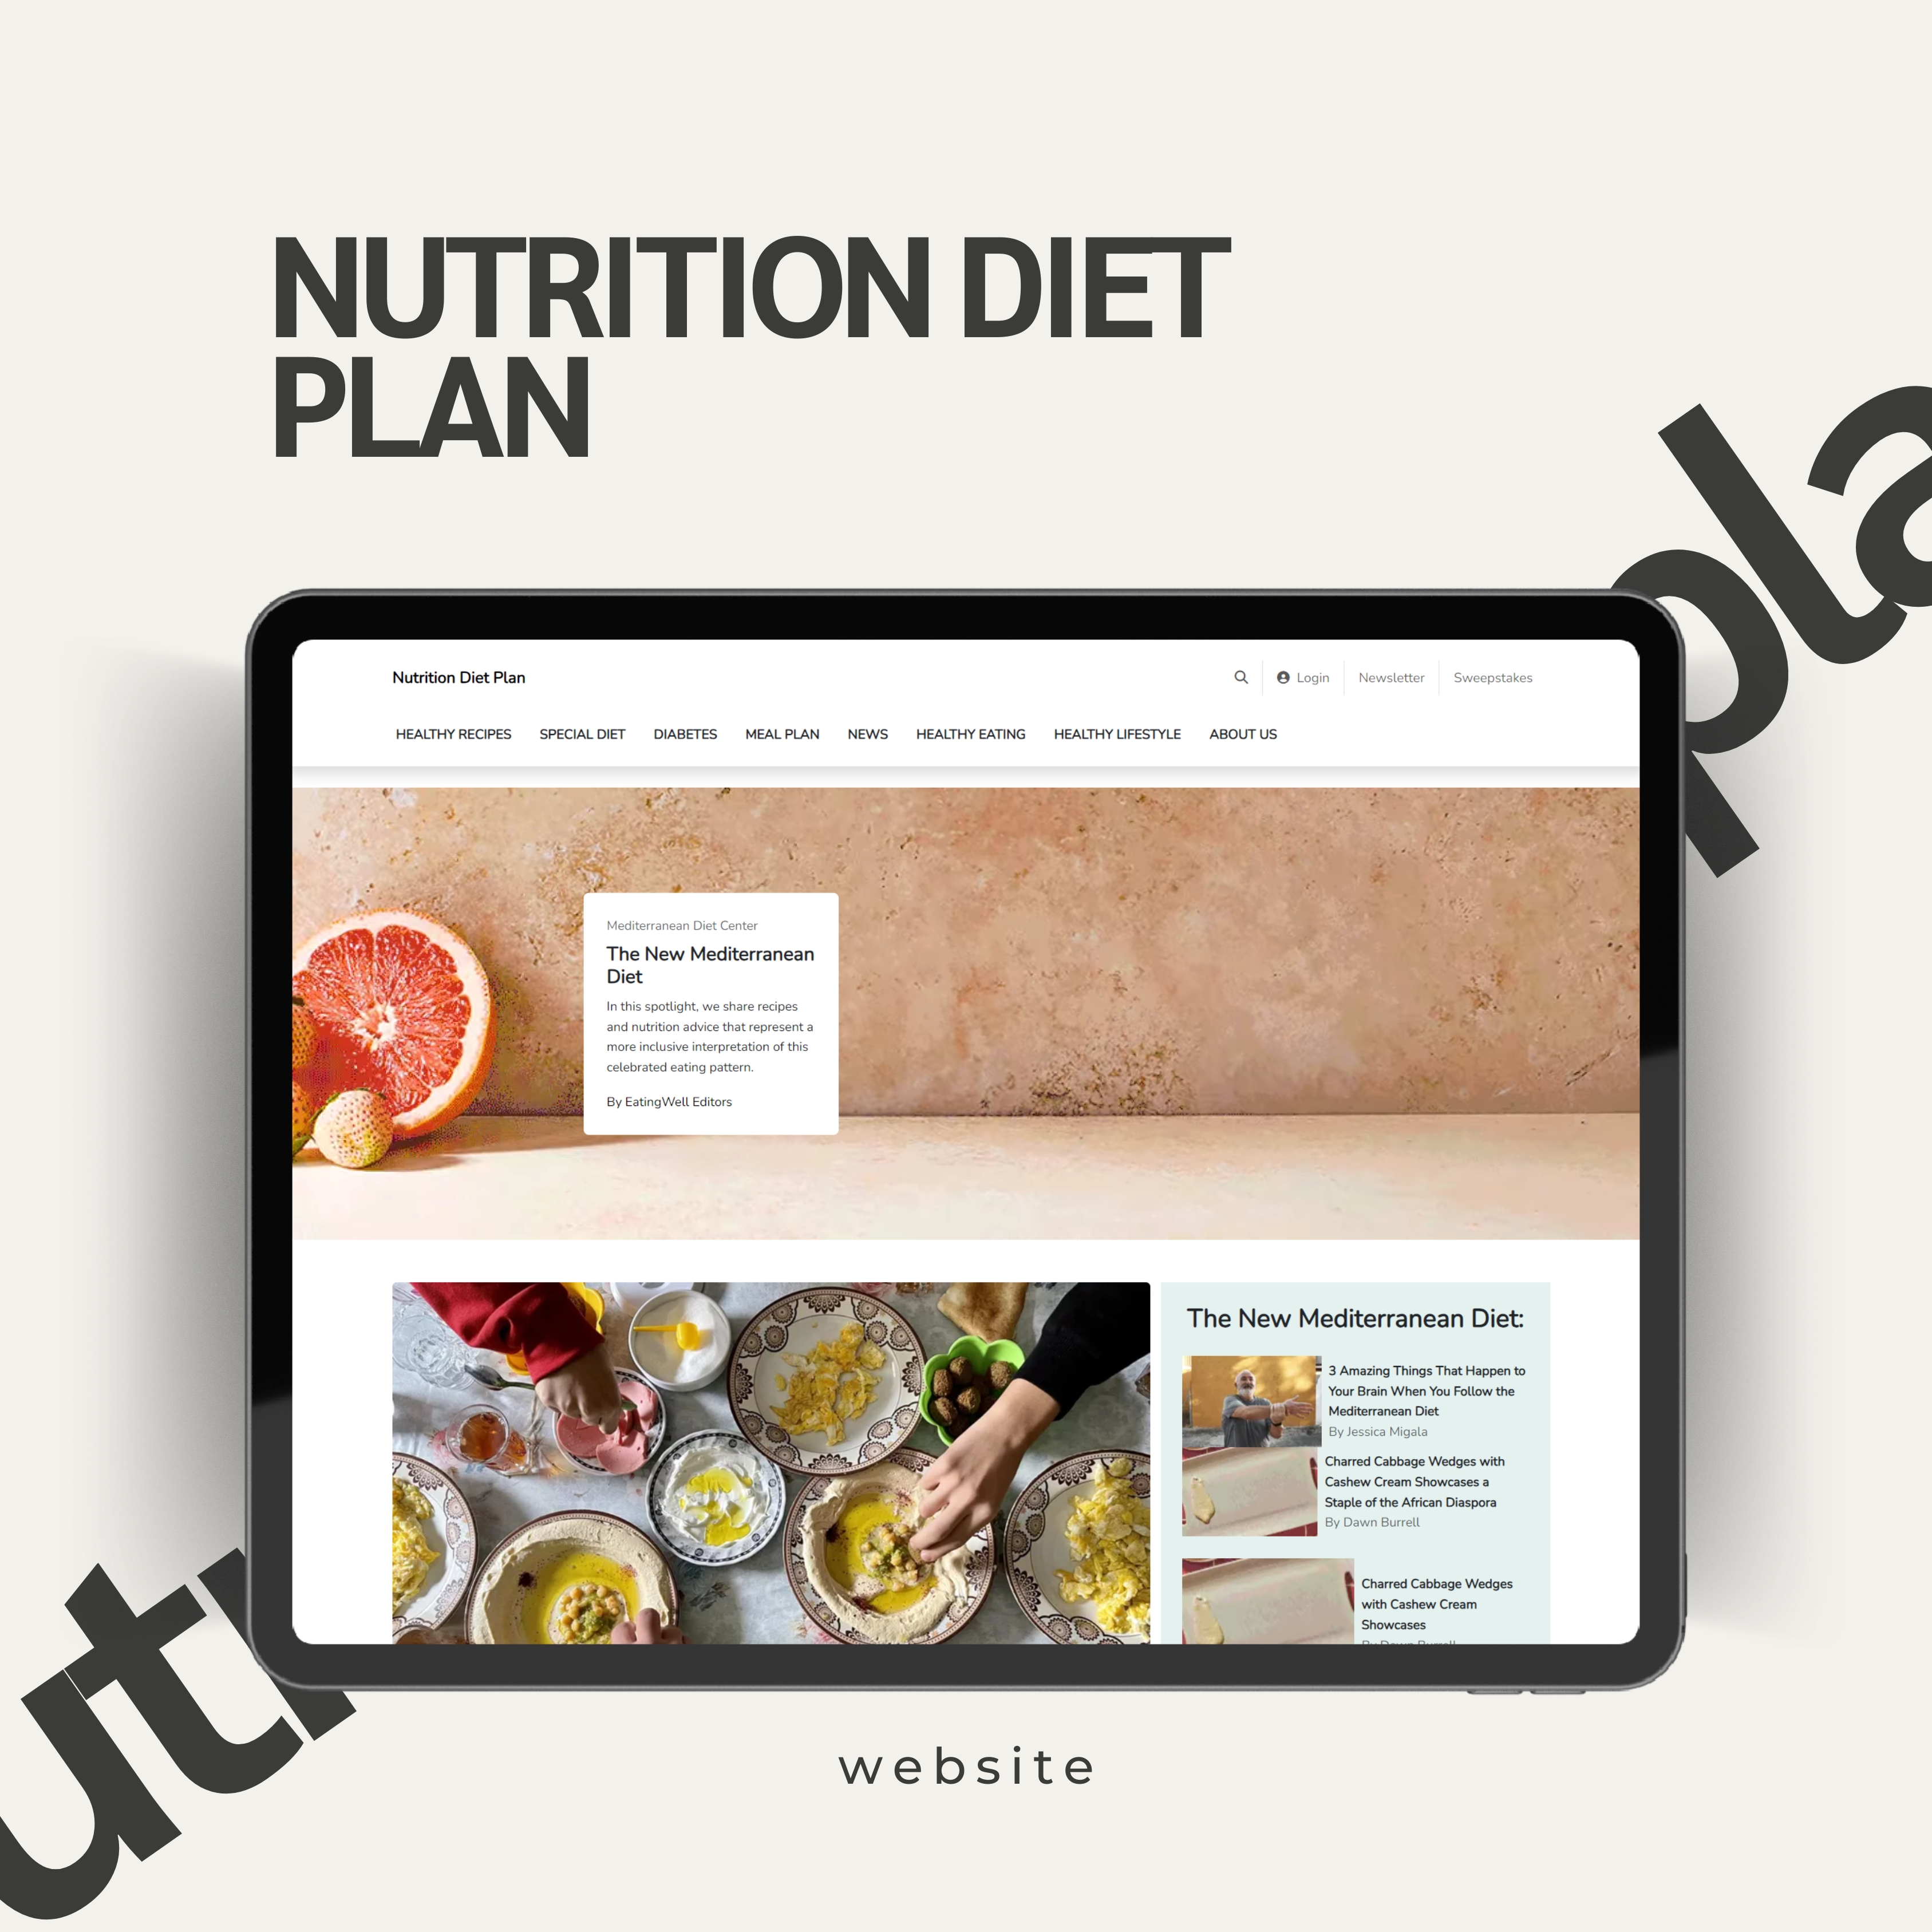 NUTRITION DIET
PLAN
pla
Nutrition Diet Plan
Login
Newsletter
Sweepstakes
HEALTHY RECIPES
SPECIAL DIET
DIABETES
MEAL PLAN
NEWS
HEALTHY EATING
HEALTHY LIFESTYLE
ABOUT US
Mediterranean Diet Center
The New Mediterranean
Diet
In this spotlight, we share recipes
and nutrition advice that represent a
more inclusive interpretation of this
celebrated eating pattern.
By EatingWell Editors
The New Mediterranean Diet:
3 Amazing Things That Happen to
Your Brain When You Follow the
Mediterranean Diet
By Jessica Migala
Charred Cabbage Wedges with
Cashew Cream Showcases a
Staple of the African Diaspora
By Dawn Burrell
Charred Cabbage Wedges
with Cashew Cream
Showcases
By Dawn Burrell
ut
website